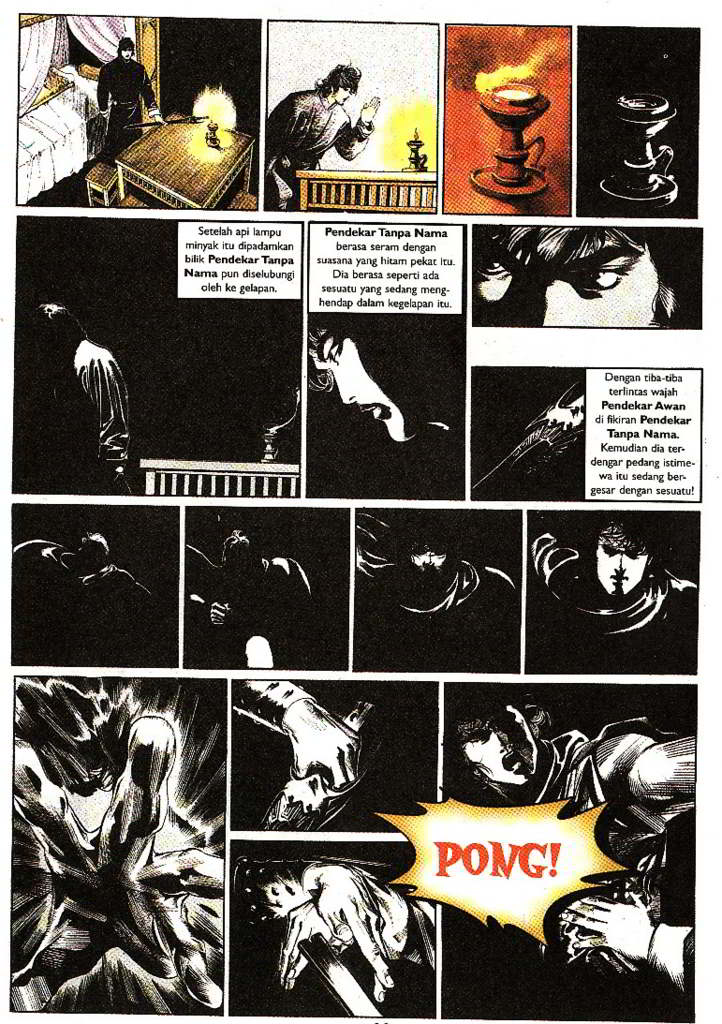 Setelah api lampu
minyak itu dipadamkan
bilik Pendekar Tanpa
Nama pun diselubungi
oleh ke gelapan.
Pendekar Tanpa Nama
berasa seram dengan
suasana yang hitam pekat itu.
Dia berasa seperti ada
sesuatu yang sedang meng-
hendap dalam kegelapan itu.
Dengan tiba-tiba
terlintas wajah
Pendekar Awan
di fikiran Pendekar
Tanpa Nama.
Kemudian dia ter-
dengar pedang istime-
wa itu sedang ber-
gesar dengan sesuatu!
PONG!